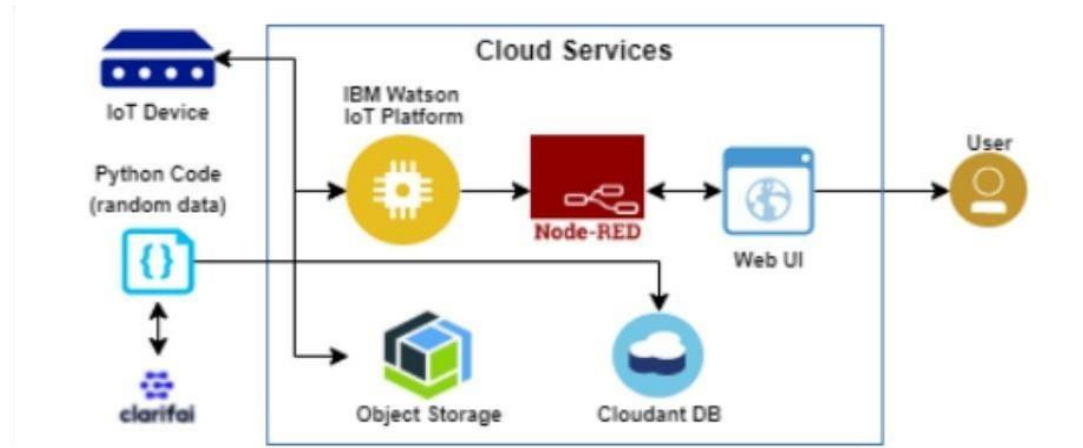 Cloud Services
IoT Device
IBM Watson
IoT Platform
Python Code
(random data)
{}
Node-RED
Web UI
User
clarifai
Object Storage
Cloudant DB